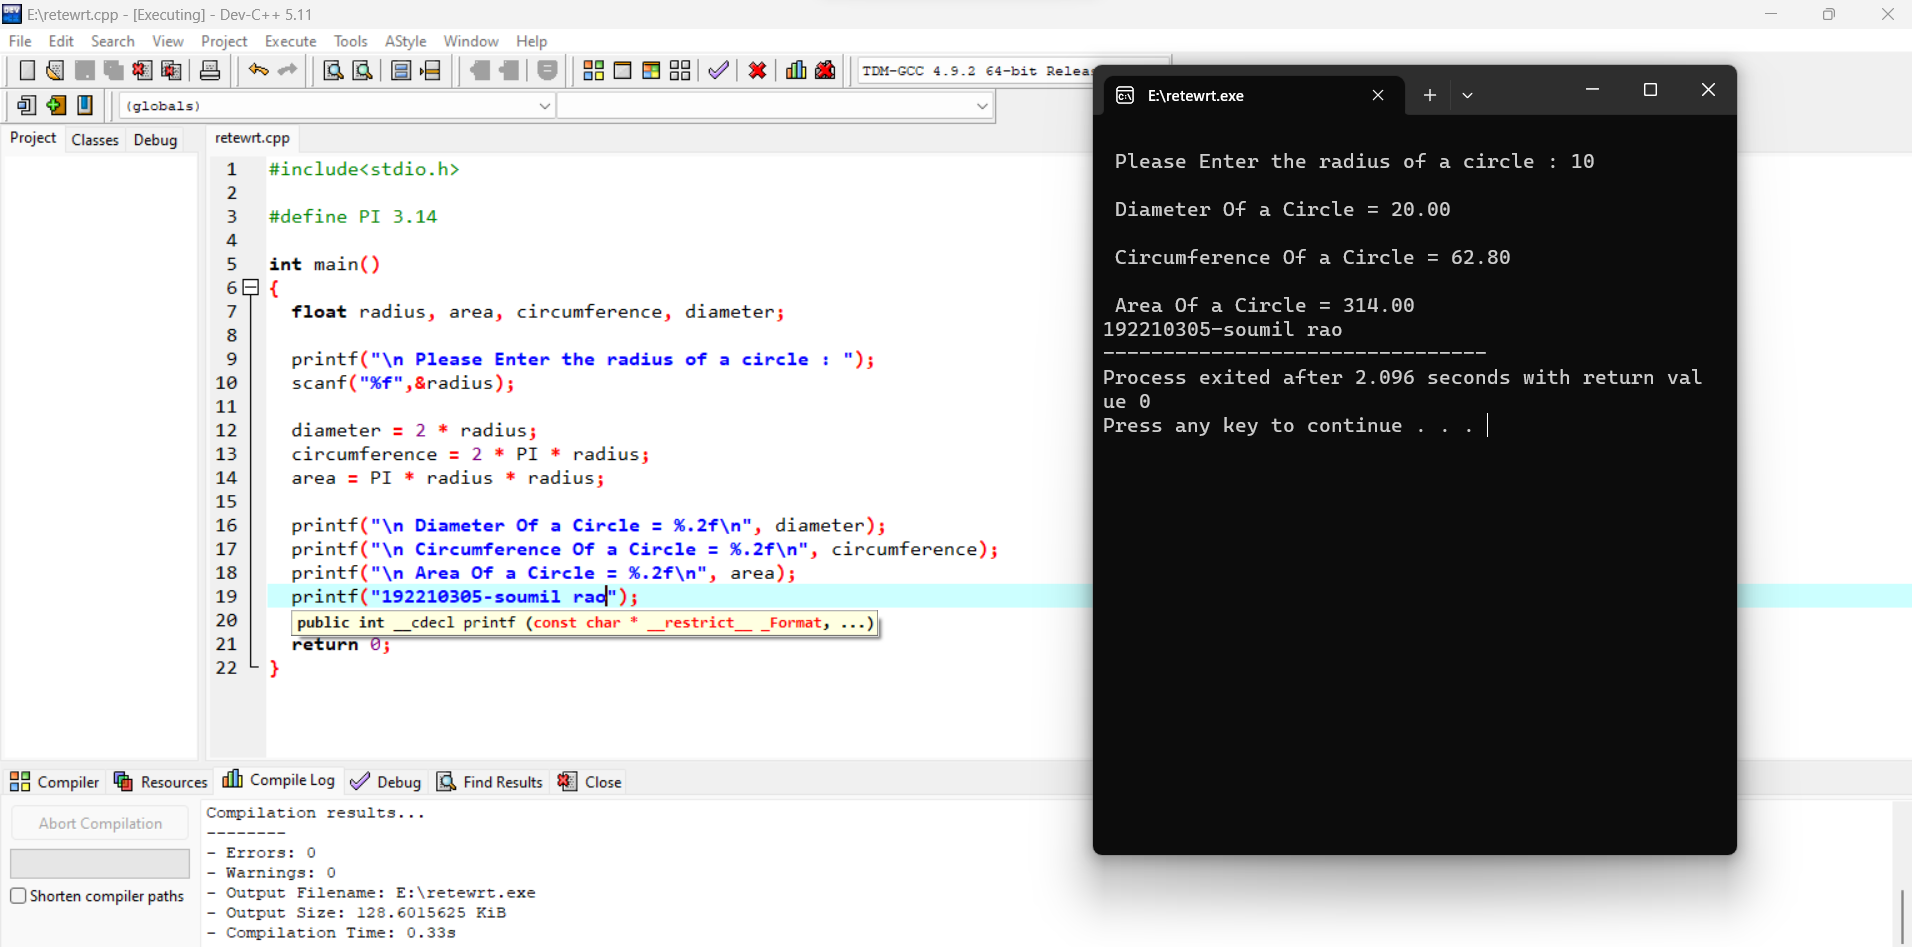 E:\retewrt.cpp - [Executing] - Dev-C++ 5.11
File Edit Search View Project Execute Tools AStyle Window Help
TDM-GCC 4.9.2 64-bit Releas
(globals)
Project Classes Debug
retewrt.cpp
1 #include<stdio.h>
2
3 #define PI 3.14
4
5 int main()
6 {
7 float radius, area, circumference, diameter;
8
9 printf("\n Please Enter the radius of a circle : ");
10 scanf("%f",&radius);
11
12 diameter = 2 * radius;
13 circumference = 2 * PI * radius;
14 area = PI * radius * radius;
15
16 printf("\n Diameter Of a Circle = %.2f\n", diameter);
17 printf("\n Circumference Of a Circle = %.2f\n", circumference);
18 printf("\n Area Of a Circle = %.2f\n", area);
19 printf("192210305-soumil rao");
20 public int __cdecl printf (const char * __restrict__ _Format, ...)
21 return 0;
22 }
E:\retewrt.exe
Please Enter the radius of a circle : 10
Diameter Of a Circle = 20.00
Circumference Of a Circle = 62.80
Area Of a Circle = 314.00
192210305-soumil rao
--------------------------------
Process exited after 2.096 seconds with return val
ue 0
Press any key to continue . . .
Compiler Resources Compile Log Debug Find Results Close
Abort Compilation
Shorten compiler paths
Compilation results...
--------
- Errors: 0
- Warnings: 0
- Output Filename: E:\retewrt.exe
- Output Size: 128.6015625 KiB
- Compilation Time: 0.33s